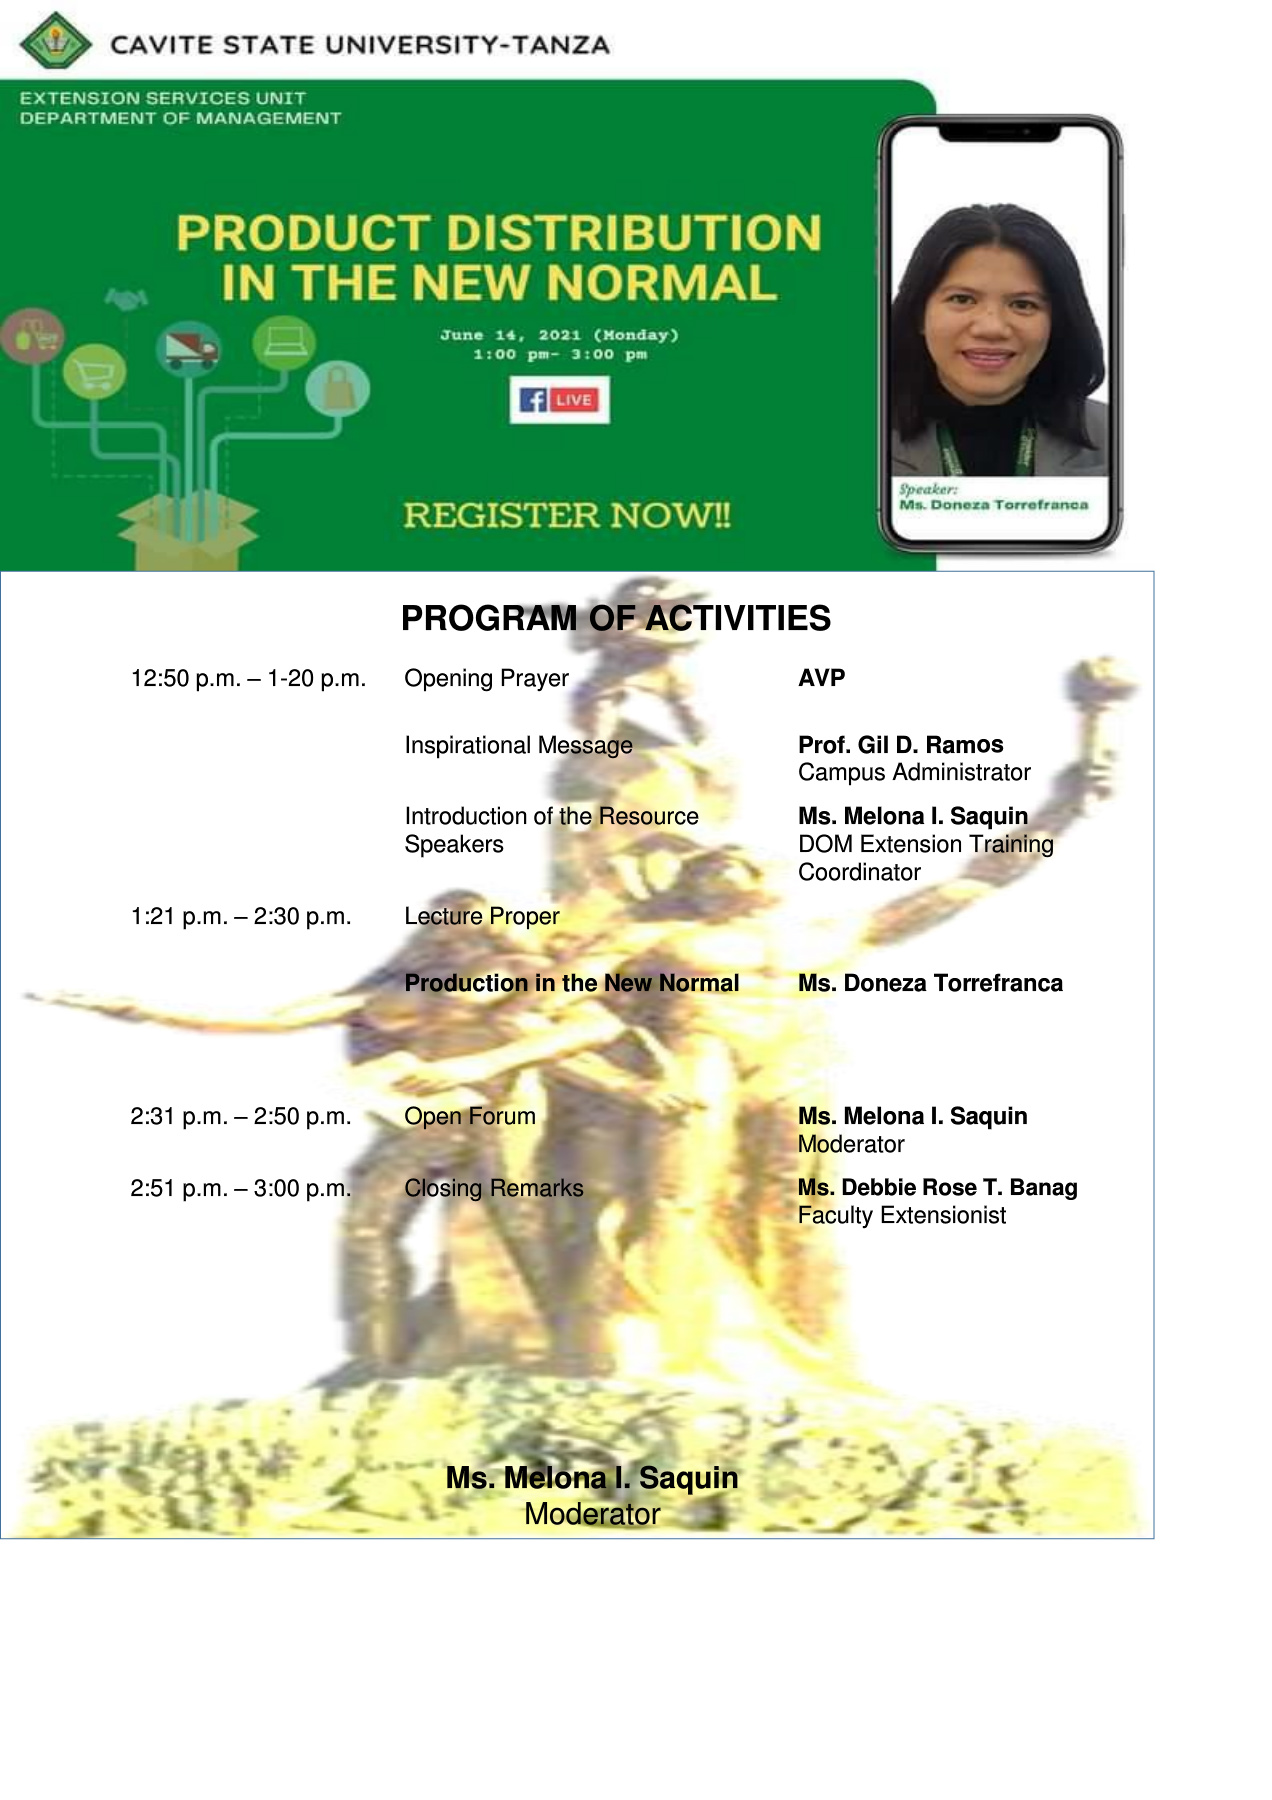 CAVITE STATE UNIVERSITY-TANZA
EXTENSION SERVICES UNIT
DEPARTMENT OF MANAGEMENT
PRODUCT DISTRIBUTION
IN THE NEW NORMAL
June 14, 2021 (Monday)
1:00 pm- 3:00 pm
f LIVE
REGISTER NOW!!
Speaker:
Ms. Doneza Torrefranca
PROGRAM OF ACTIVITIES
12:50 p.m. – 1-20 p.m. Opening Prayer AVP
Inspirational Message Prof. Gil D. Ramos
Campus Administrator
Introduction of the Resource Ms. Melona I. Saquin
Speakers DOM Extension Training
Coordinator
1:21 p.m. – 2:30 p.m. Lecture Proper
Production in the New Normal Ms. Doneza Torrefranca
2:31 p.m. – 2:50 p.m. Open Forum Ms. Melona I. Saquin
Moderator
2:51 p.m. – 3:00 p.m. Closing Remarks Ms. Debbie Rose T. Banag
Faculty Extensionist
Ms. Melona I. Saquin
Moderator